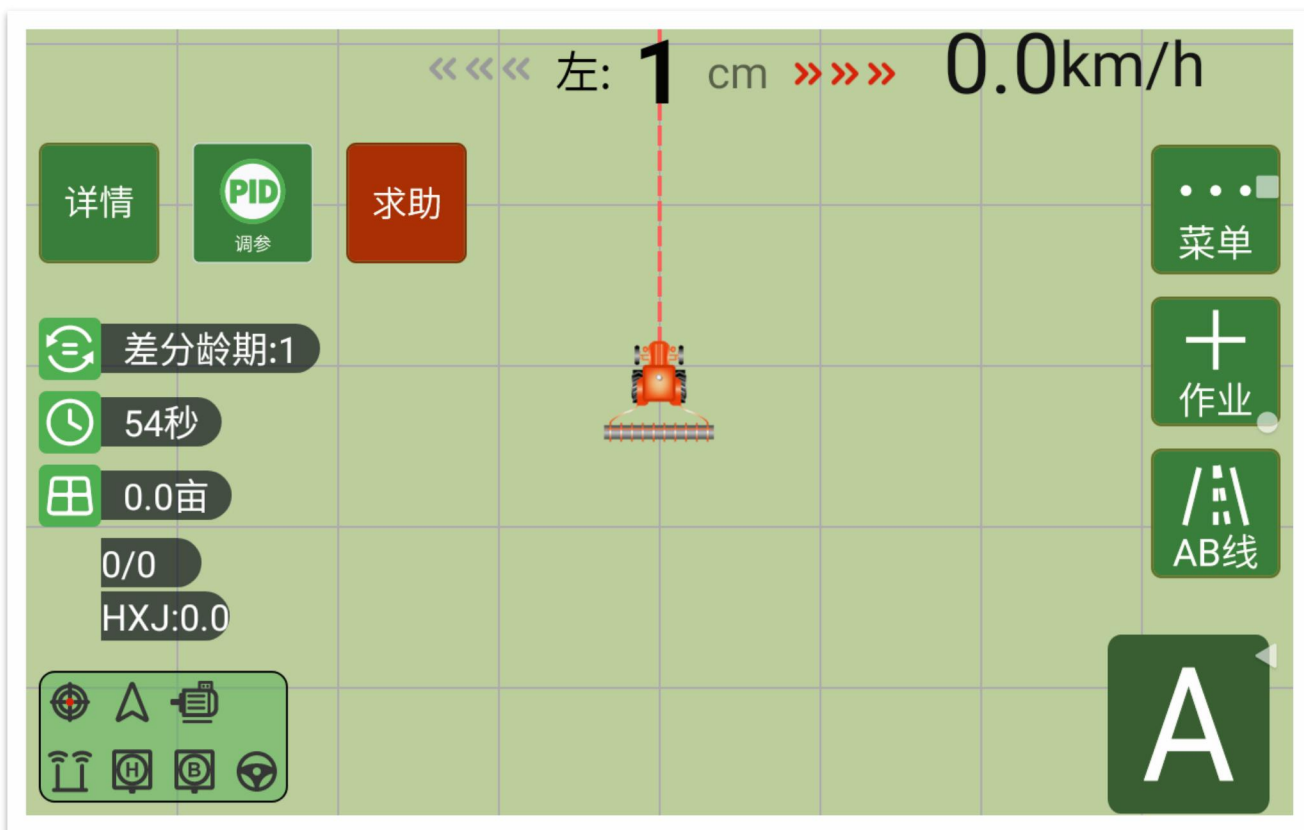 左: 1 cm 0.0km/h
详情
PID
调参
求助
菜单
差分龄期:1
作业
54秒
0.0亩
AB线
0/0
HXJ:0.0
A
H
B